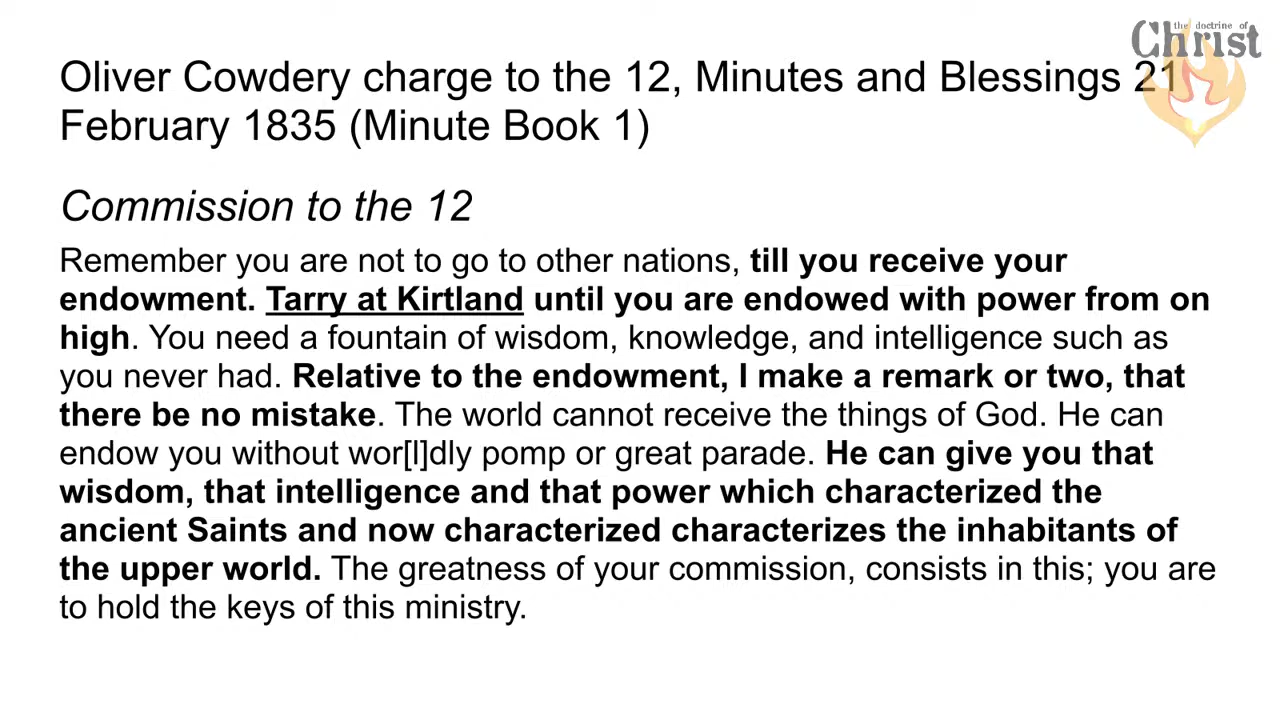 the doctrine of
Christ
Oliver Cowdery charge to the 12, Minutes and Blessings 21
February 1835 (Minute Book 1)
Commission to the 12
Remember you are not to go to other nations, till you receive your
endowment. Tarry at Kirtland until you are endowed with power from on
high. You need a fountain of wisdom, knowledge, and intelligence such as
you never had. Relative to the endowment, I make a remark or two, that
there be no mistake. The world cannot receive the things of God. He can
endow you without wor[l]dly pomp or great parade. He can give you that
wisdom, that intelligence and that power which characterized the
ancient Saints and now characterized characterizes the inhabitants of
the upper world. The greatness of your commission, consists in this; you are
to hold the keys of this ministry.